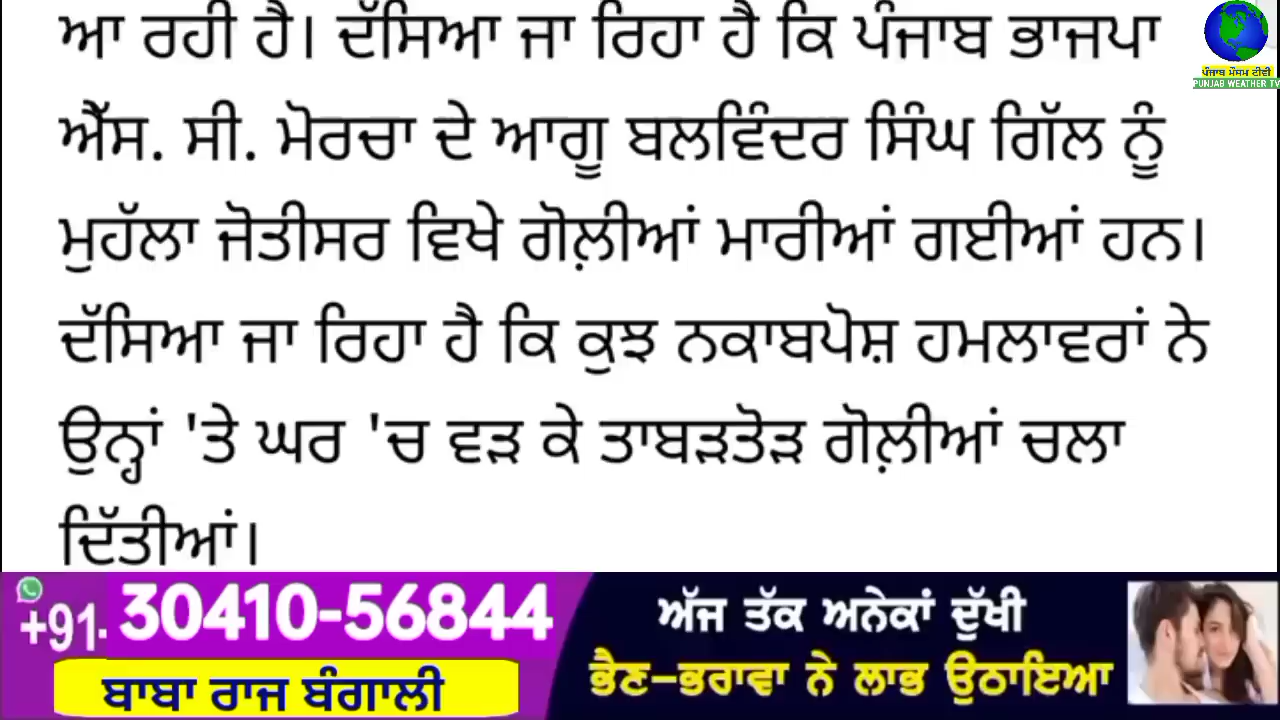 ਆ ਰਹੀ ਹੈ। ਦੱਸਿਆ ਜਾ ਰਿਹਾ ਹੈ ਕਿ ਪੰਜਾਬ ਭਾਜਪਾ
ਪੰਜਾਬ ਮੌਸਮ ਟੀਵੀ
PUNJAB WEATHER TV
ਐੱਸ. ਸੀ. ਮੋਰਚਾ ਦੇ ਆਗੂ ਬਲਵਿੰਦਰ ਸਿੰਘ ਗਿੱਲ ਨੂੰ
ਮੁਹੱਲਾ ਜੋਤੀਸਰ ਵਿਖੇ ਗੋਲ਼ੀਆਂ ਮਾਰੀਆਂ ਗਈਆਂ ਹਨ।
ਦੱਸਿਆ ਜਾ ਰਿਹਾ ਹੈ ਕਿ ਕੁਝ ਨਕਾਬਪੋਸ਼ ਹਮਲਾਵਰਾਂ ਨੇ
ਉਨ੍ਹਾਂ 'ਤੇ ਘਰ 'ਚ ਵੜ ਕੇ ਤਾਬੜਤੋੜ ਗੋਲ਼ੀਆਂ ਚਲਾ
ਦਿੱਤੀਆਂ।
+91- 30410-56844
ਬਾਬਾ ਰਾਜ ਬੰਗਾਲੀ
ਅੱਜ ਤੱਕ ਅਨੇਕਾਂ ਦੁੱਖੀ
ਭੈਣ-ਭਰਾਵਾ ਨੇ ਲਾਭ ਉਠਾਇਆ